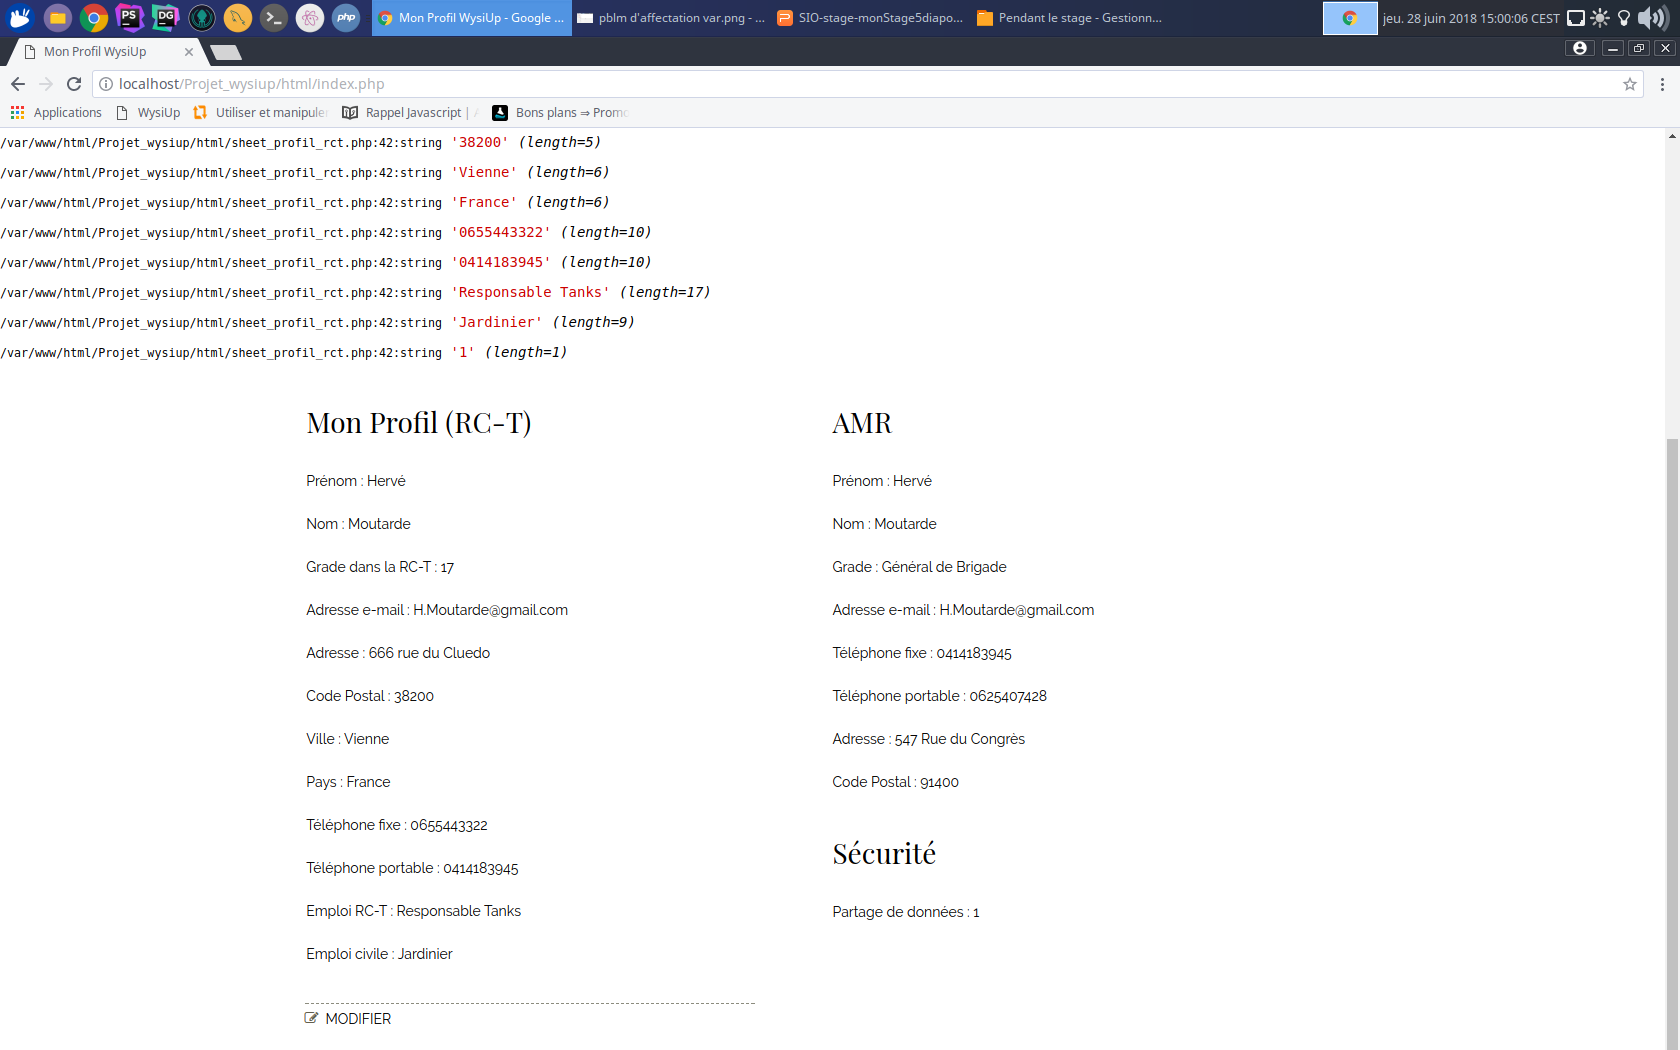 PS
DG
php
Mon Profil WysiUp - Google ...
pblm d'affectation var.png - ...
SIO-stage-monStage5diapo...
Pendant le stage - Gestionn...
jeu. 28 juin 2018 15:00:06 CEST
Mon Profil WysiUp
localhost/Projet_wysiup/html/index.php
Applications
WysiUp
Utiliser et manipuler
Rappel Javascript |
Bons plans ⇒ Promo
/var/www/html/Projet_wysiup/html/sheet_profil_rct.php:42:string '38200' (length=5)
/var/www/html/Projet_wysiup/html/sheet_profil_rct.php:42:string 'Vienne' (length=6)
/var/www/html/Projet_wysiup/html/sheet_profil_rct.php:42:string 'France' (length=6)
/var/www/html/Projet_wysiup/html/sheet_profil_rct.php:42:string '0655443322' (length=10)
/var/www/html/Projet_wysiup/html/sheet_profil_rct.php:42:string '0414183945' (length=10)
/var/www/html/Projet_wysiup/html/sheet_profil_rct.php:42:string 'Responsable Tanks' (length=17)
/var/www/html/Projet_wysiup/html/sheet_profil_rct.php:42:string 'Jardinier' (length=9)
/var/www/html/Projet_wysiup/html/sheet_profil_rct.php:42:string '1' (length=1)
Mon Profil (RC-T)
Prénom : Hervé
Nom : Moutarde
Grade dans la RC-T : 17
Adresse e-mail : H.Moutarde@gmail.com
Adresse : 666 rue du Cluedo
Code Postal : 38200
Ville : Vienne
Pays : France
Téléphone fixe : 0655443322
Téléphone portable : 0414183945
Emploi RC-T : Responsable Tanks
Emploi civile : Jardinier
MODIFIER
AMR
Prénom : Hervé
Nom : Moutarde
Grade : Général de Brigade
Adresse e-mail : H.Moutarde@gmail.com
Téléphone fixe : 0414183945
Téléphone portable : 0625407428
Adresse : 547 Rue du Congrès
Code Postal : 91400
Sécurité
Partage de données : 1